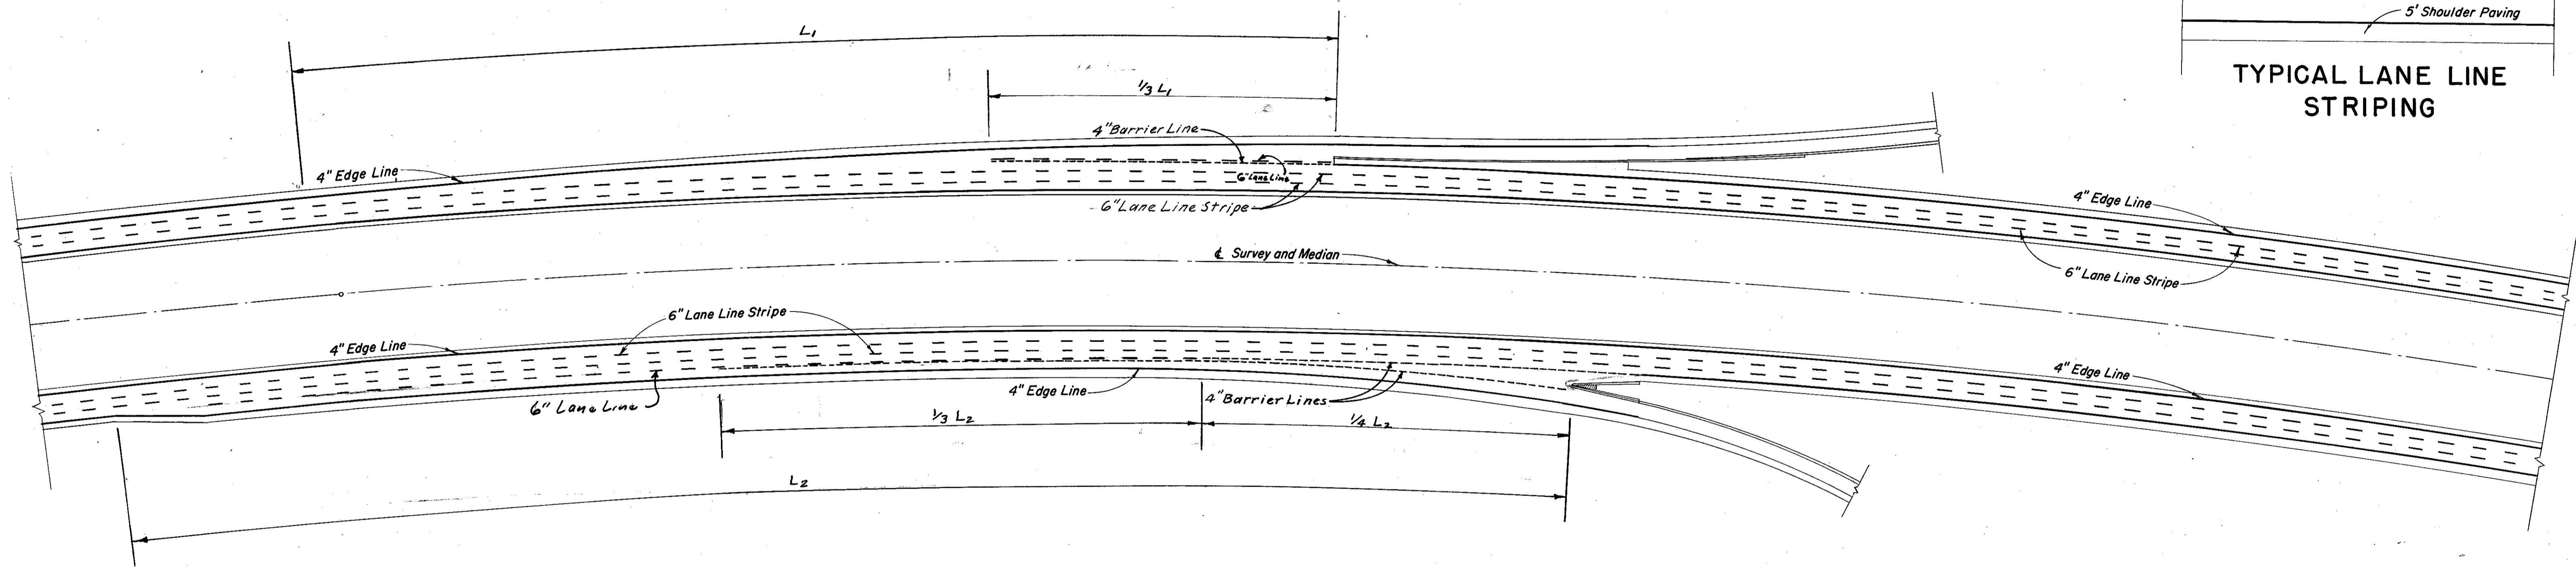 5' Shoulder Paving
TYPICAL LANE LINE
STRIPING
L₁
⅓ L₁
4" Barrier Line
4" Edge Line
6" Lane Line
6" Lane Line Stripe
4" Edge Line
6" Lane Line Stripe
℄ Survey and Median
6" Lane Line Stripe
4" Edge Line
4" Edge Line
4" Edge Line
4" Barrier Lines
6" Lane Line
⅓ L₂
¼ L₂
L₂